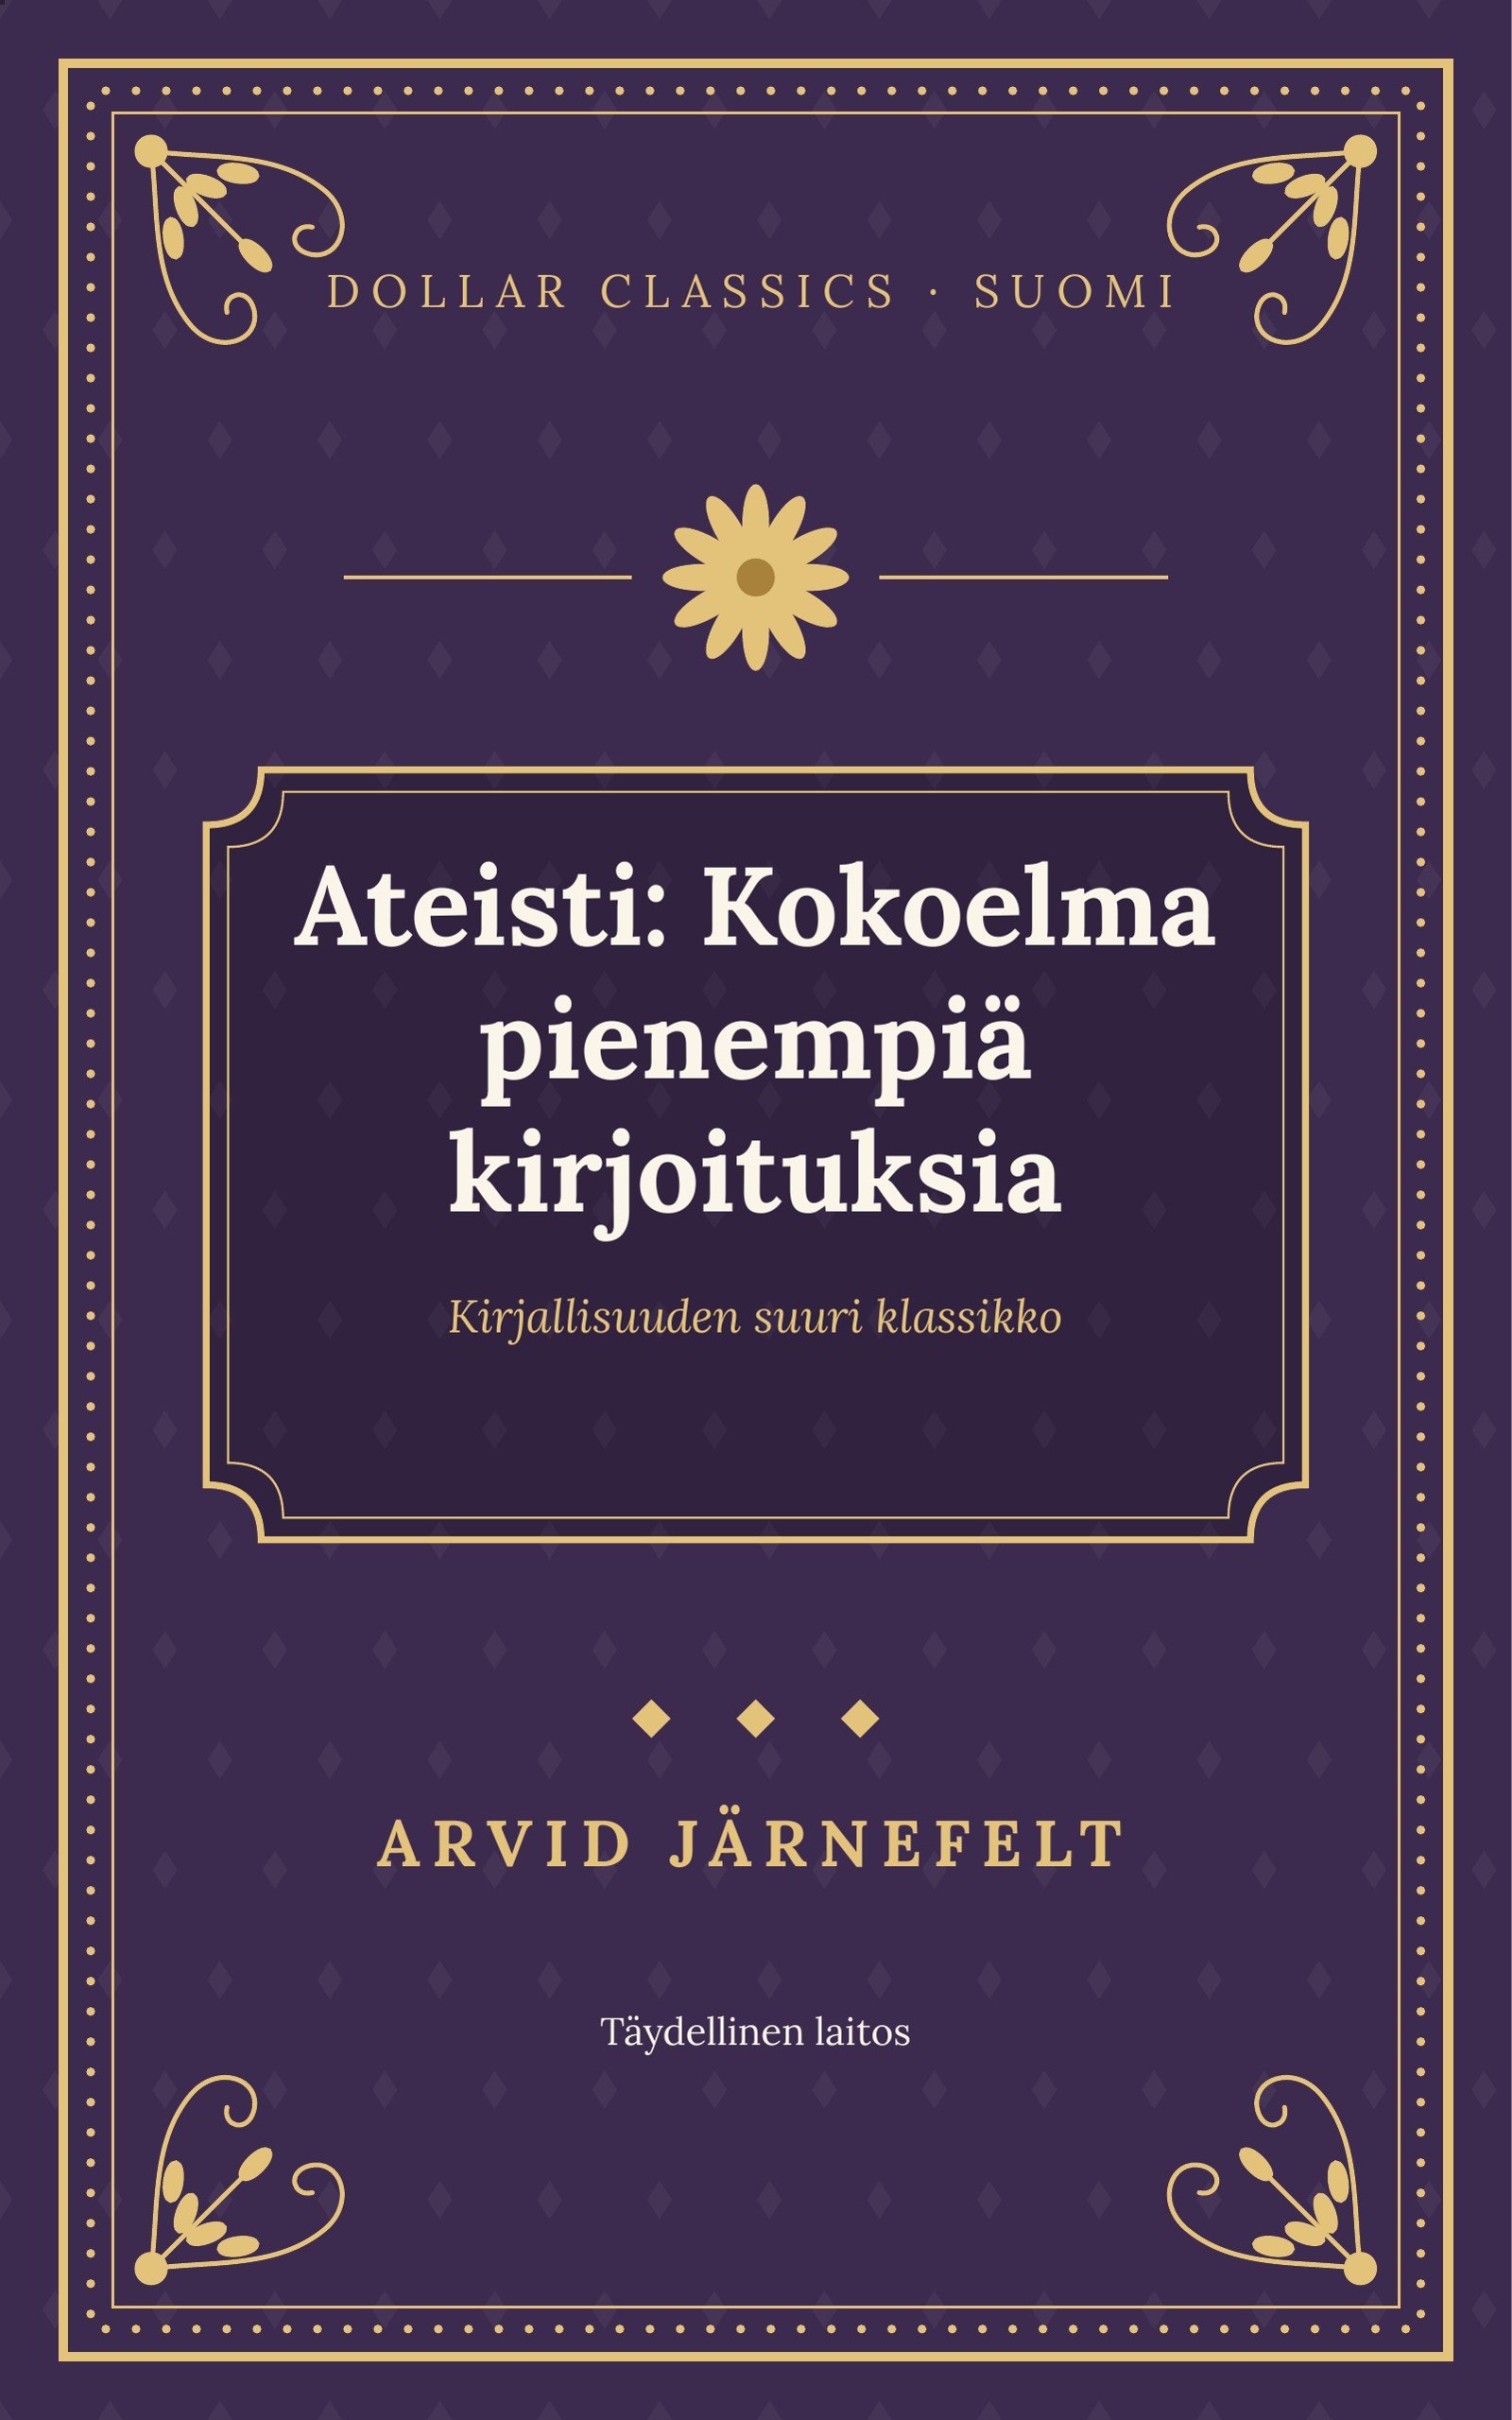 DOLLAR CLASSICS · SUOMI
Ateisti: Kokoelma
pienempiä
kirjoituksia
Kirjallisuuden suuri klassikko
ARVID JÄRNEFELT
Täydellinen laitos